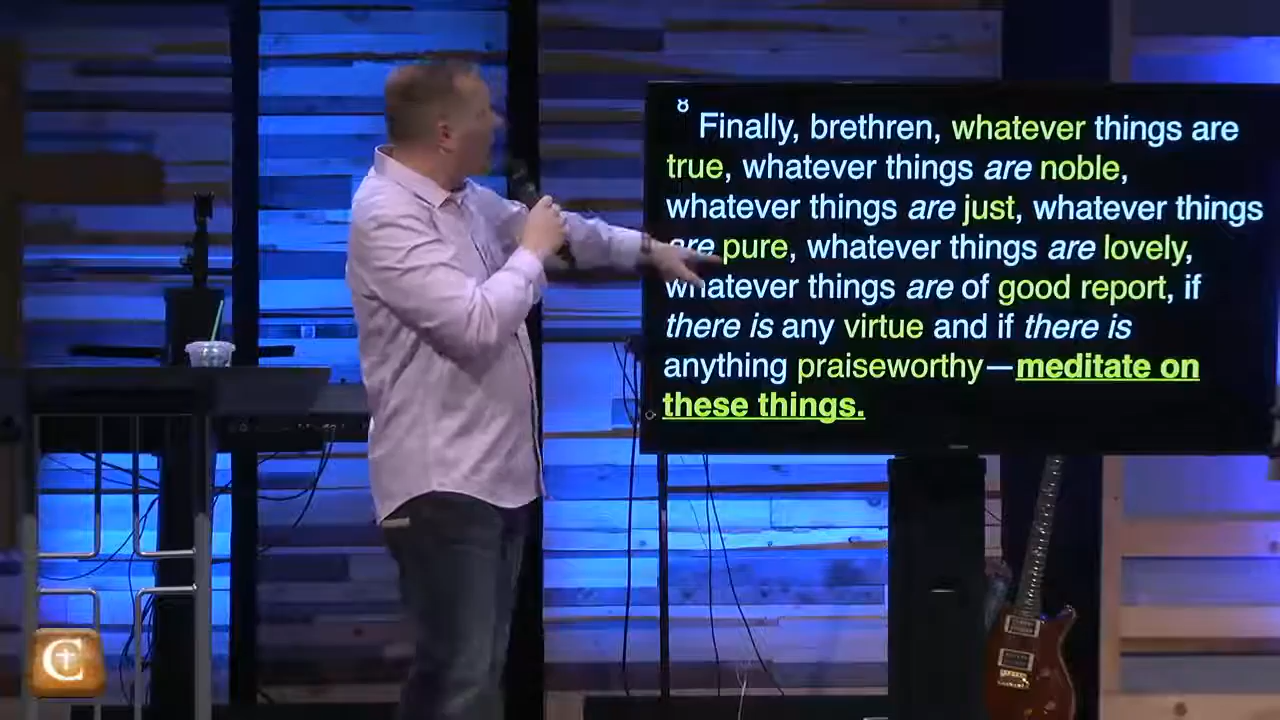 8
Finally, brethren, whatever things are
true, whatever things are noble,
whatever things are just, whatever things
are pure, whatever things are lovely,
whatever things are of good report, if
there is any virtue and if there is
anything praiseworthy—meditate on
these things.
C